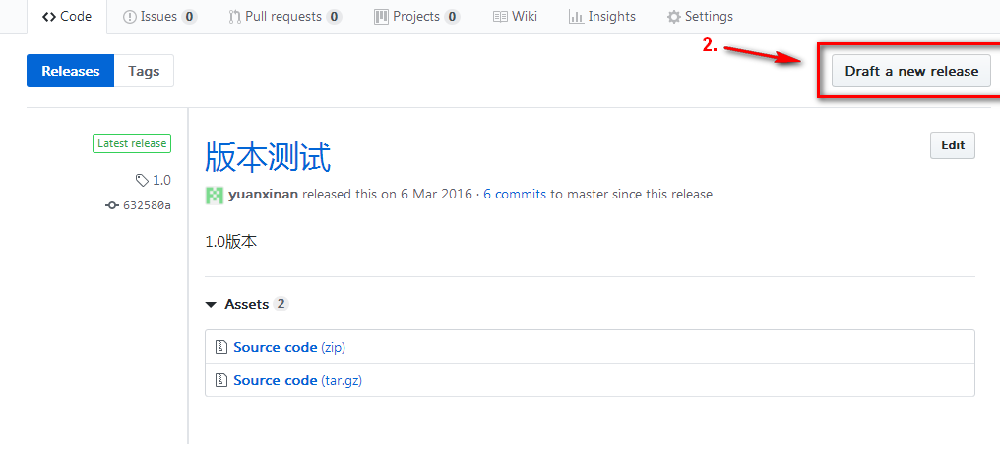 Code Issues 0 Pull requests 0 Projects 0 Wiki Insights Settings
2.
Releases Tags Draft a new release
Latest release
版本测试 Edit
1.0
yuanxinan released this on 6 Mar 2016 · 6 commits to master since this release
632580a
1.0版本
Assets 2
Source code (zip)
Source code (tar.gz)